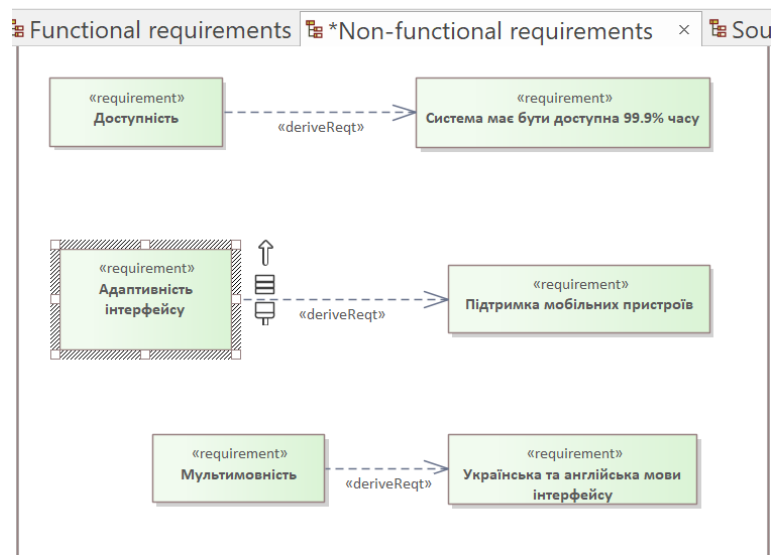 Functional requirements
*Non-functional requirements ×
Sou
«requirement»
Доступність
«deriveReqt»
«requirement»
Система має бути доступна 99.9% часу
«requirement»
Адаптивність
інтерфейсу
«deriveReqt»
«requirement»
Підтримка мобільних пристроїв
«requirement»
Мультимовність
«deriveReqt»
«requirement»
Українська та англійська мови
інтерфейсу